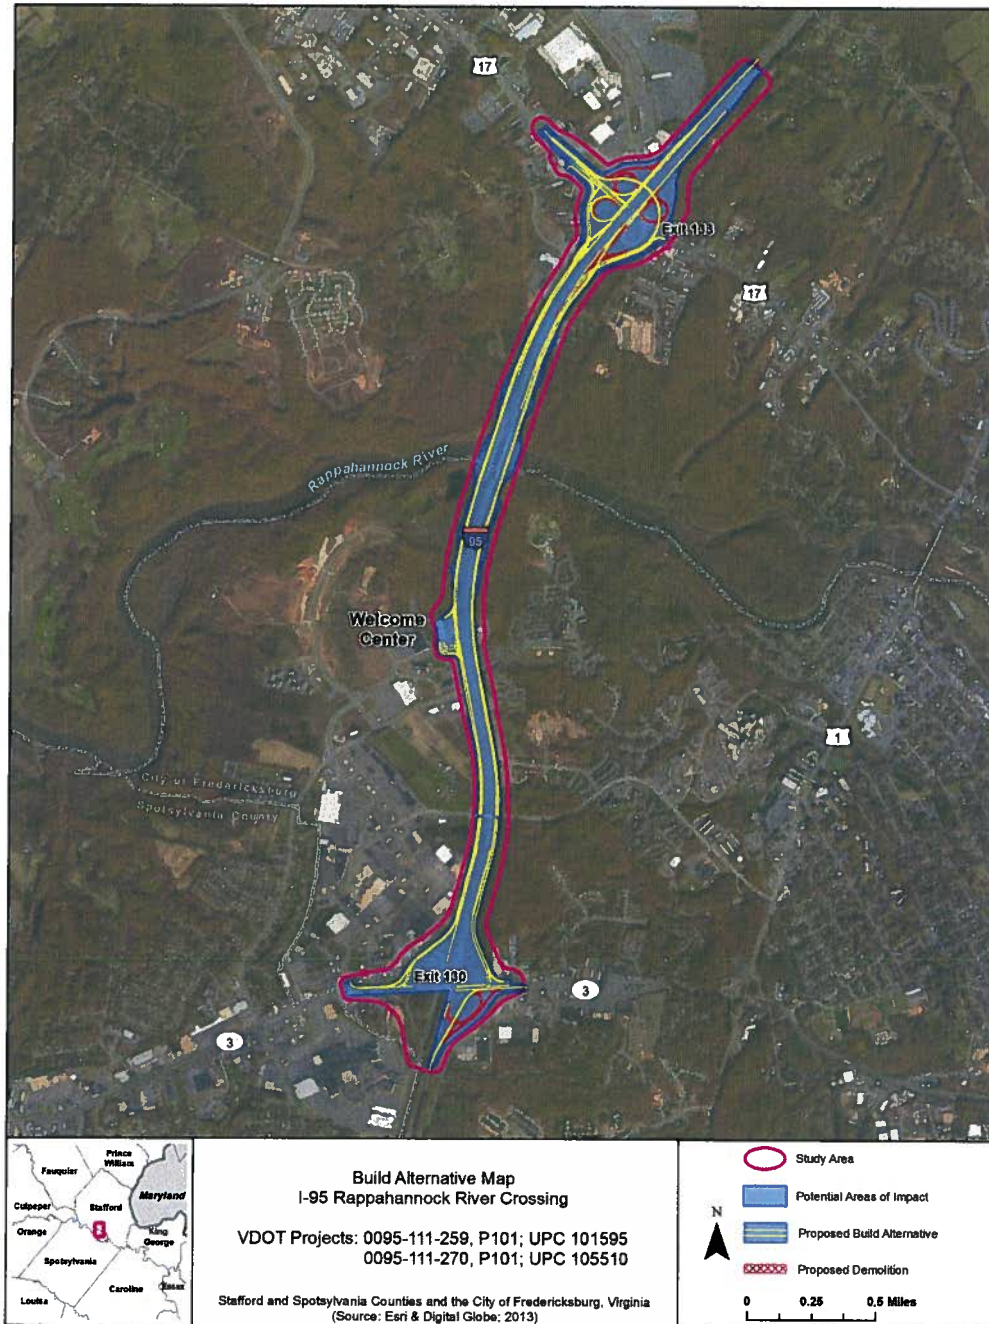 17
Exit 133
17
Rappahannock River
95
Welcome
Center
1
City of Fredericksburg
Spotsylvania County
Exit 130
3
3
Prince
William
Fauquier
Culpeper
Stafford
Maryland
Orange
King
George
Spotsylvania
Caroline
Essex
Louisa
Build Alternative Map
I-95 Rappahannock River Crossing
VDOT Projects: 0095-111-259, P101; UPC 101595
0095-111-270, P101; UPC 105510
Stafford and Spotsylvania Counties and the City of Fredericksburg, Virginia
(Source: Esri & Digital Globe; 2013)
Study Area
Potential Areas of Impact
N
Proposed Build Alternative
Proposed Demolition
0 0.25 0.5 Miles